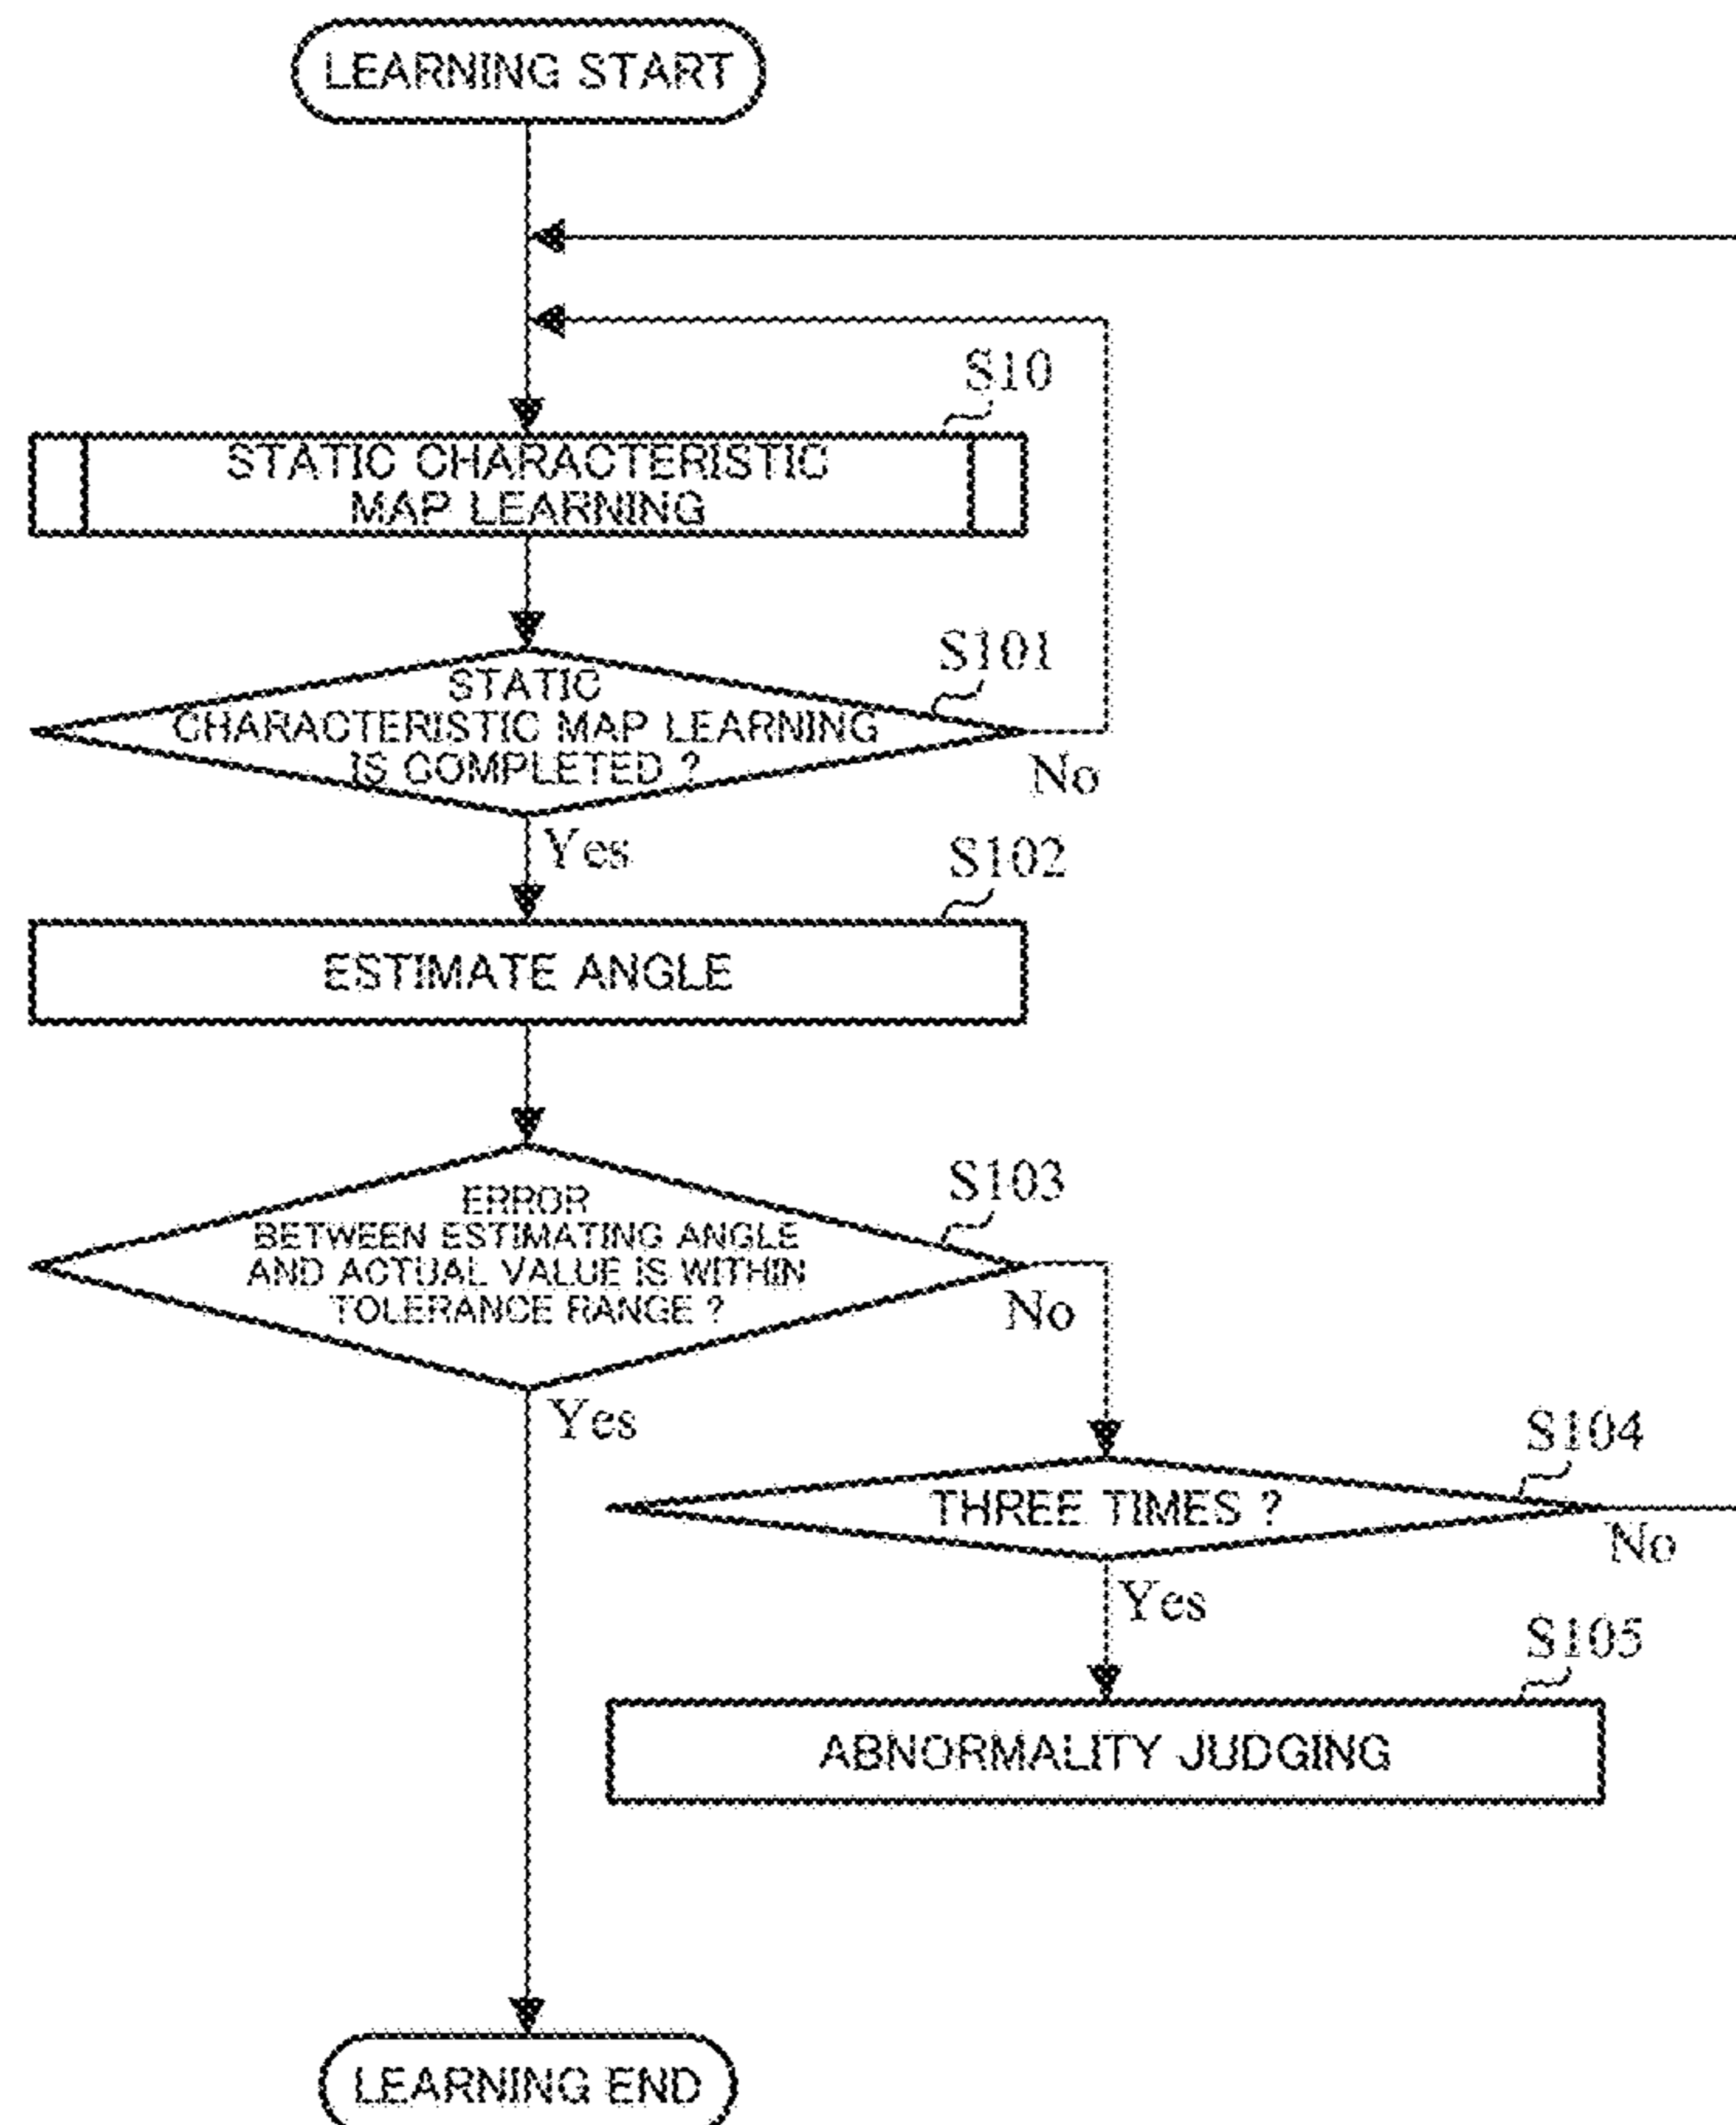 LEARNING START
S10
STATIC CHARACTERISTIC
MAP LEARNING
S101
STATIC
CHARACTERISTIC MAP LEARNING
IS COMPLETED ?
No
Yes
S102
ESTIMATE ANGLE
S103
ERROR
BETWEEN ESTIMATING ANGLE
AND ACTUAL VALUE IS WITHIN
TOLERANCE RANGE ?
No
Yes
S104
THREE TIMES ?
No
Yes
S105
ABNORMALITY JUDGING
LEARNING END